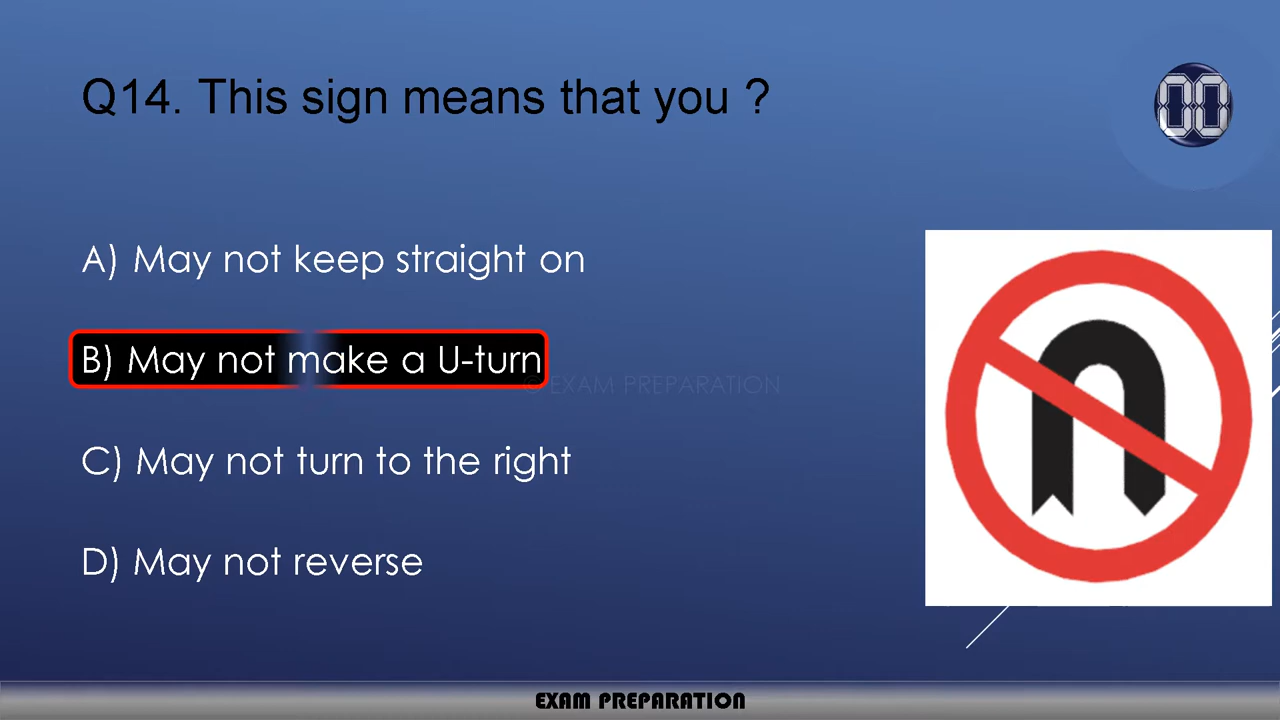 Q14. This sign means that you ?
00
A) May not keep straight on
B) May not make a U-turn
© EXAM PREPARATION
C) May not turn to the right
D) May not reverse
EXAM PREPARATION